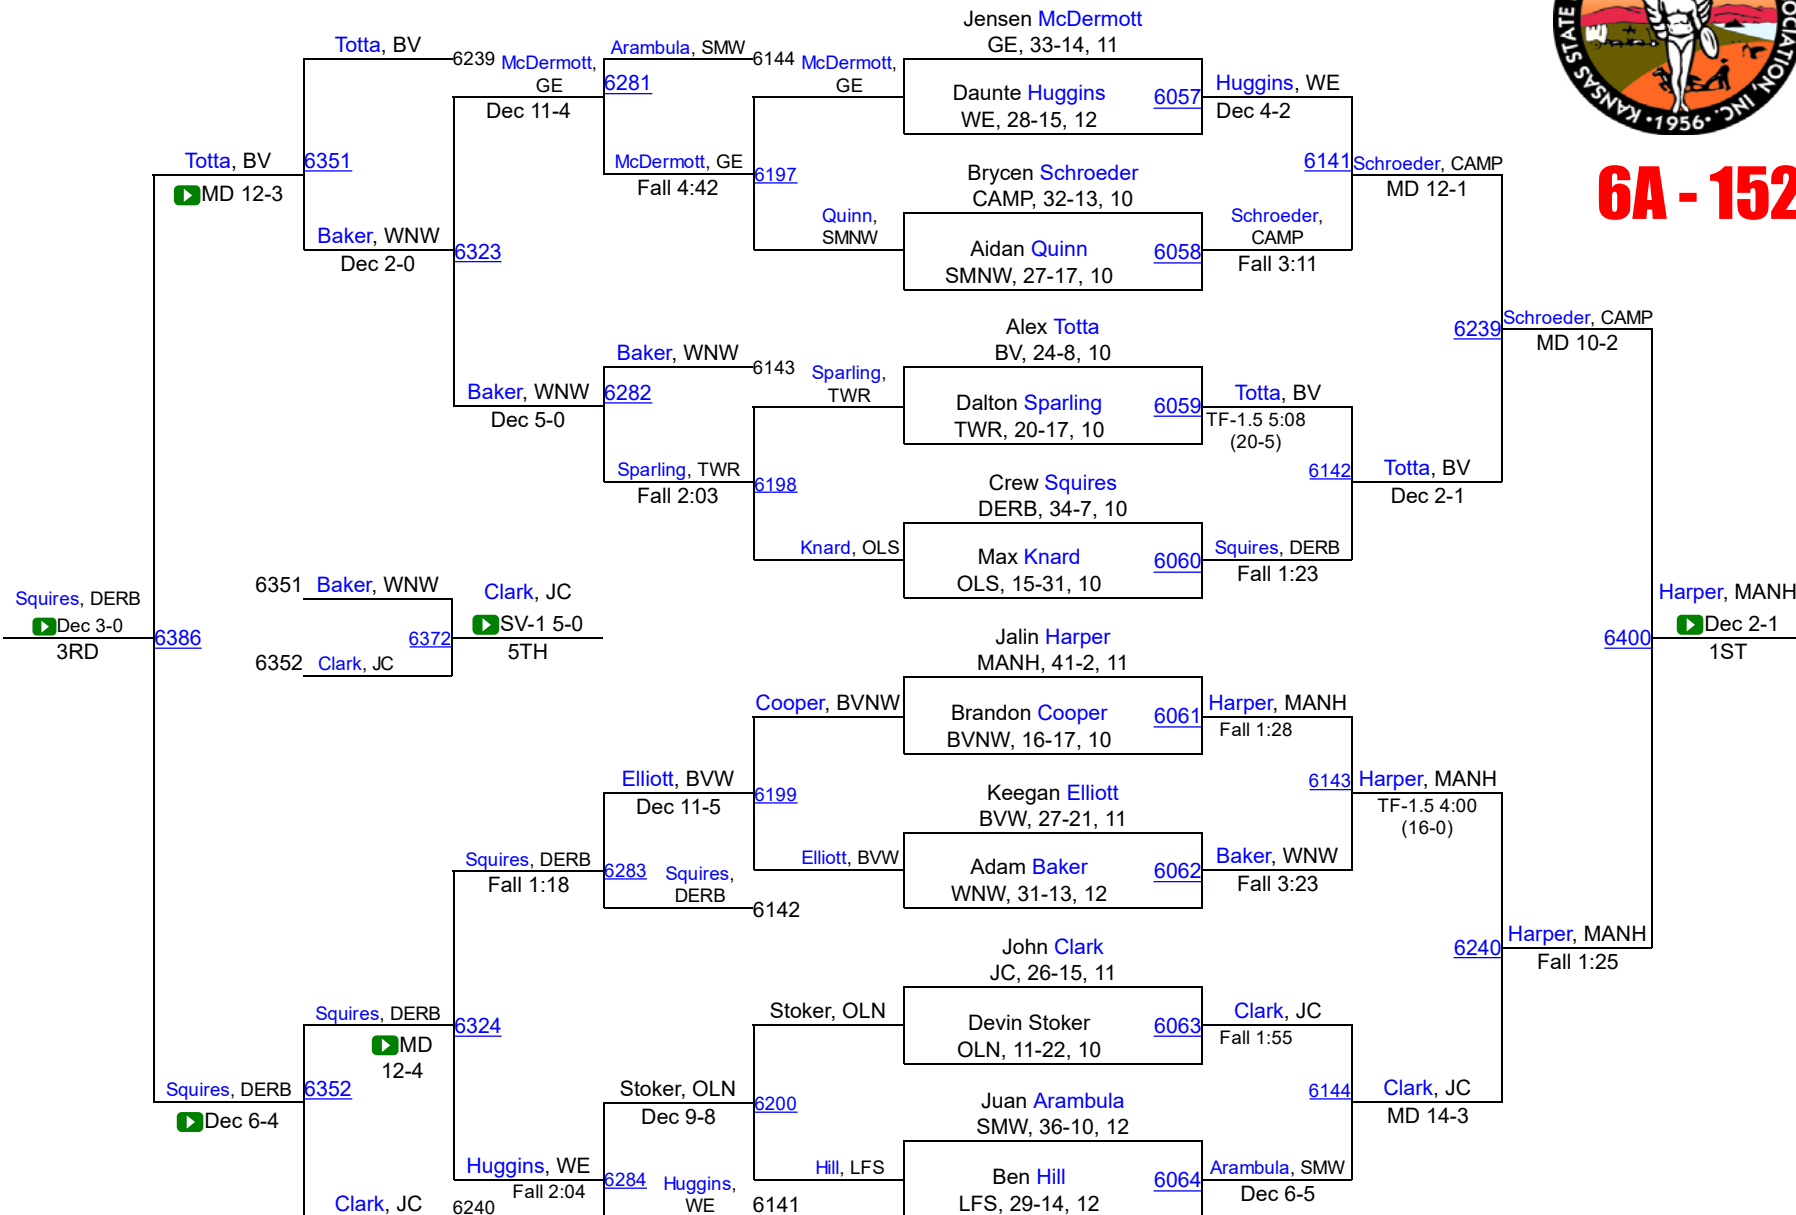 Totta, BV
6239
McDermott,
GE
Dec 11-4
Arambula, SMW
6144
6281
McDermott, GE
Fall 4:42
McDermott,
GE
6197
Quinn,
SMNW
Jensen McDermott
GE, 33-14, 11
Daunte Huggins
WE, 28-15, 12
6057
Huggins, WE
Dec 4-2
Brycen Schroeder
CAMP, 32-13, 10
Aidan Quinn
SMNW, 27-17, 10
6058
Schroeder,
CAMP
Fall 3:11
6141
Schroeder, CAMP
MD 12-1
KANSAS STATE
OCIATION, INC.
•1956•
6A - 152
Totta, BV
MD 12-3
6351
Baker, WNW
Dec 2-0
6323
Baker, WNW
Dec 5-0
Baker, WNW
6143
6282
Sparling, TWR
Fall 2:03
Sparling,
TWR
6198
Knard, OLS
Alex Totta
BV, 24-8, 10
Dalton Sparling
TWR, 20-17, 10
6059
Totta, BV
TF-1.5 5:08
(20-5)
Crew Squires
DERB, 34-7, 10
Max Knard
OLS, 15-31, 10
6060
Squires, DERB
Fall 1:23
6142
Totta, BV
Dec 2-1
6239
Schroeder, CAMP
MD 10-2
Squires, DERB
Dec 3-0
3RD
6386
6351
Baker, WNW
6352
Clark, JC
6372
Clark, JC
SV-1 5-0
5TH
Harper, MANH
Dec 2-1
1ST
6400
Jalin Harper
MANH, 41-2, 11
Cooper, BVNW
Brandon Cooper
BVNW, 16-17, 10
6061
Harper, MANH
Fall 1:28
Elliott, BVW
Dec 11-5
6199
Elliott, BVW
Keegan Elliott
BVW, 27-21, 11
Adam Baker
WNW, 31-13, 12
6062
Baker, WNW
Fall 3:23
6143
Harper, MANH
TF-1.5 4:00
(16-0)
Squires, DERB
Fall 1:18
6283
Squires,
DERB
6142
6240
Harper, MANH
Fall 1:25
John Clark
JC, 26-15, 11
Stoker, OLN
Devin Stoker
OLN, 11-22, 10
6063
Clark, JC
Fall 1:55
Squires, DERB
MD
12-4
6324
Squires, DERB
Dec 6-4
6352
Stoker, OLN
Dec 9-8
6200
Hill, LFS
Juan Arambula
SMW, 36-10, 12
Ben Hill
LFS, 29-14, 12
6064
Arambula, SMW
Dec 6-5
6144
Clark, JC
MD 14-3
Huggins, WE
Fall 2:04
6284
Huggins,
WE
6141
Clark, JC
6240